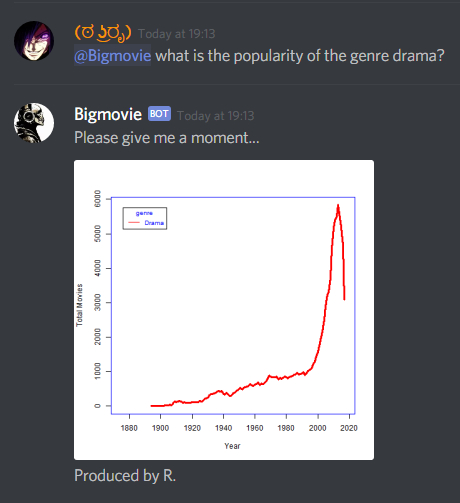 (ಠ ͜ʖಠ) Today at 19:13
@Bigmovie what is the popularity of the genre drama?
Bigmovie BOT Today at 19:13
Please give me a moment...
genre
Drama
Total Movies
6000
5000
4000
3000
2000
1000
0
1880 1900 1920 1940 1960 1980 2000 2020
Year
Produced by R.